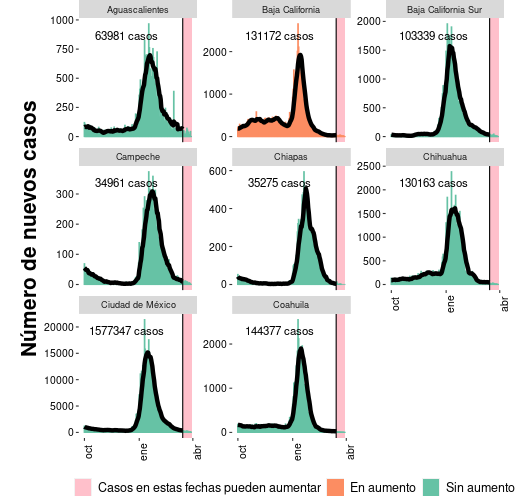 Número de nuevos casos
Aguascalientes
63981 casos
1000
750
500
250
0
Baja California
131172 casos
2000
1000
0
Baja California Sur
103339 casos
2000
1500
1000
500
0
Campeche
34961 casos
300
200
100
0
Chiapas
35275 casos
600
400
200
0
Chihuahua
130163 casos
2500
2000
1500
1000
500
0
oct
ene
abr
Ciudad de México
1577347 casos
20000
15000
10000
5000
0
oct
ene
abr
Coahuila
144377 casos
2000
1000
0
oct
ene
abr
Casos en estas fechas pueden aumentar
En aumento
Sin aumento